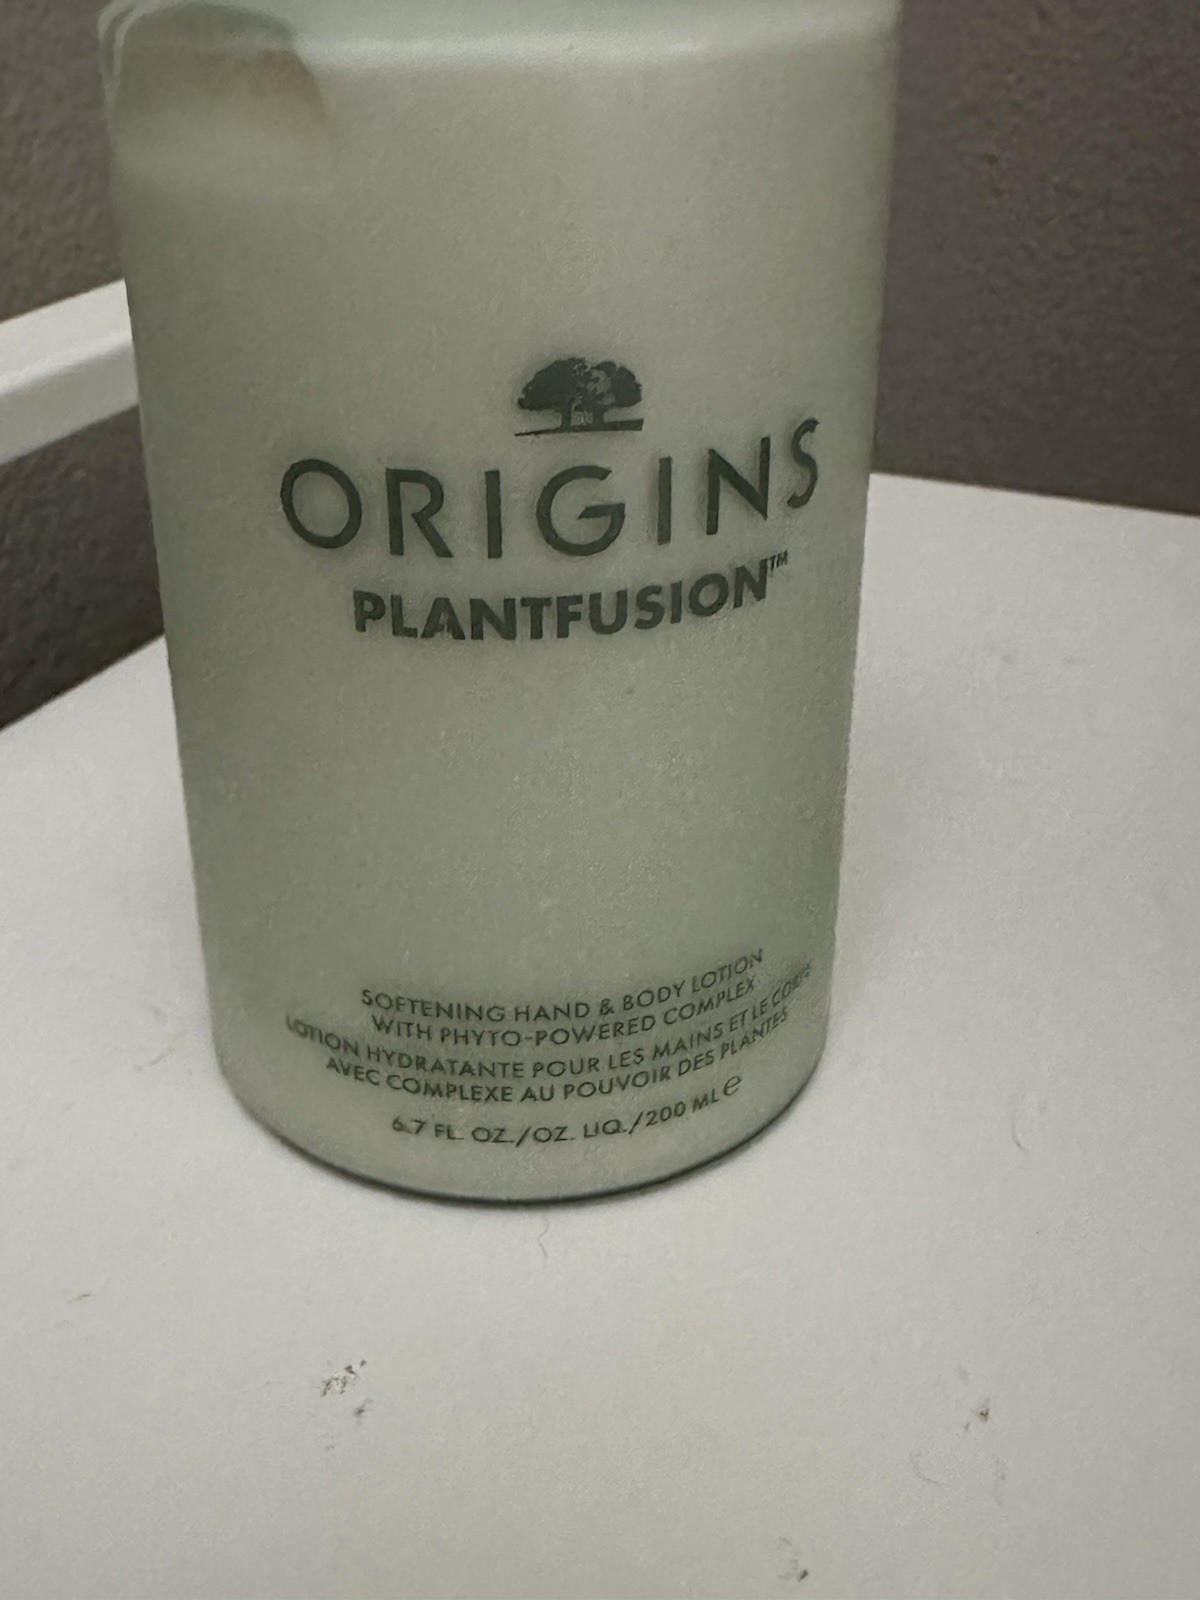 ORIGINS
PLANTFUSION™
SOFTENING HAND & BODY LOTION
WITH PHYTO-POWERED COMPLEX
LOTION HYDRATANTE POUR LES MAINS ET LE CORPS
AVEC COMPLEXE AU POUVOIR DES PLANTES
6.7 FL. OZ./OZ. LIQ./200 ML ℮